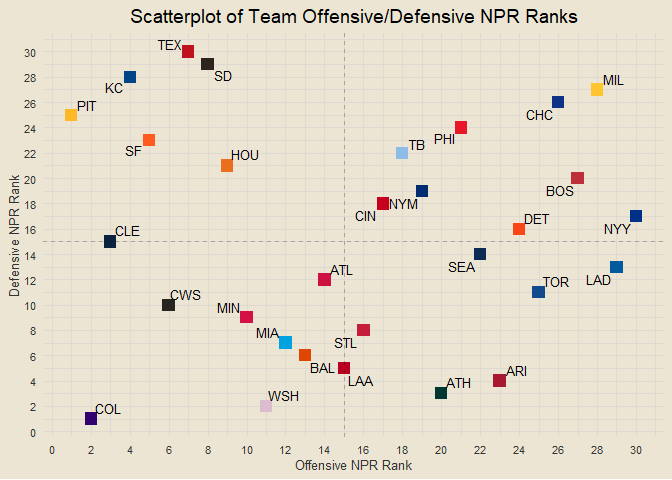 Scatterplot of Team Offensive/Defensive NPR Ranks
Defensive NPR Rank
30
28
26
24
22
20
18
16
14
12
10
8
6
4
2
0
TEX
SD
KC
MIL
PIT
CHC
PHI
SF
TB
HOU
BOS
NYM
CIN
DET
NYY
CLE
SEA
LAD
ATL
TOR
CWS
MIN
MIA
STL
BAL
LAA
ATH
ARI
WSH
COL
0 2 4 6 8 10 12 14 16 18 20 22 24 26 28 30
Offensive NPR Rank